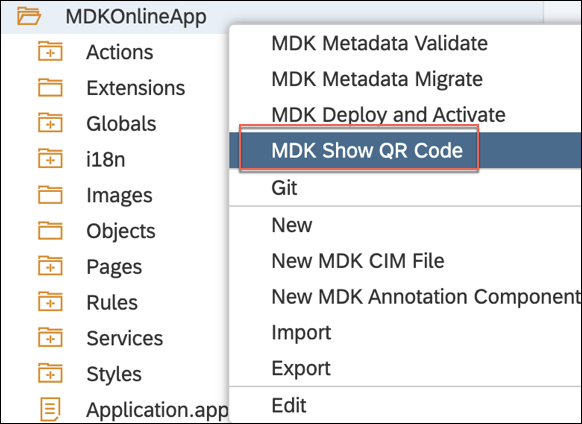 MDKOnlineApp
Actions
Extensions
Globals
i18n
Images
Objects
Pages
Rules
Services
Styles
Application.app
MDK Metadata Validate
MDK Metadata Migrate
MDK Deploy and Activate
MDK Show QR Code
Git
New
New MDK CIM File
New MDK Annotation Component
Import
Export
Edit